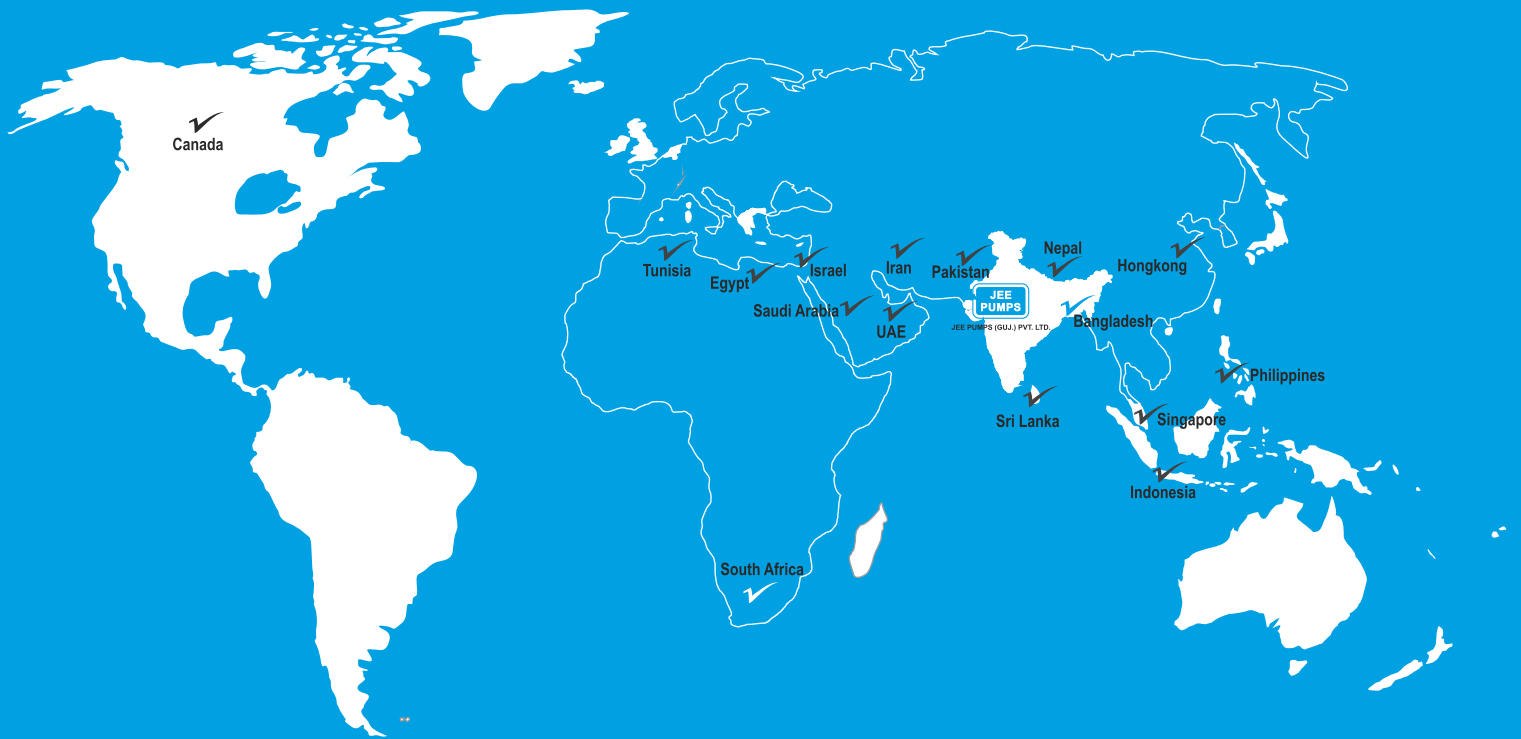 Canada
Tunisia
Egypt
Israel
Iran
Pakistan
Nepal
Hongkong
Saudi Arabia
UAE
JEE
PUMPS
JEE PUMPS (GUJ.) PVT. LTD.
Bangladesh
Philippines
Sri Lanka
Singapore
Indonesia
South Africa